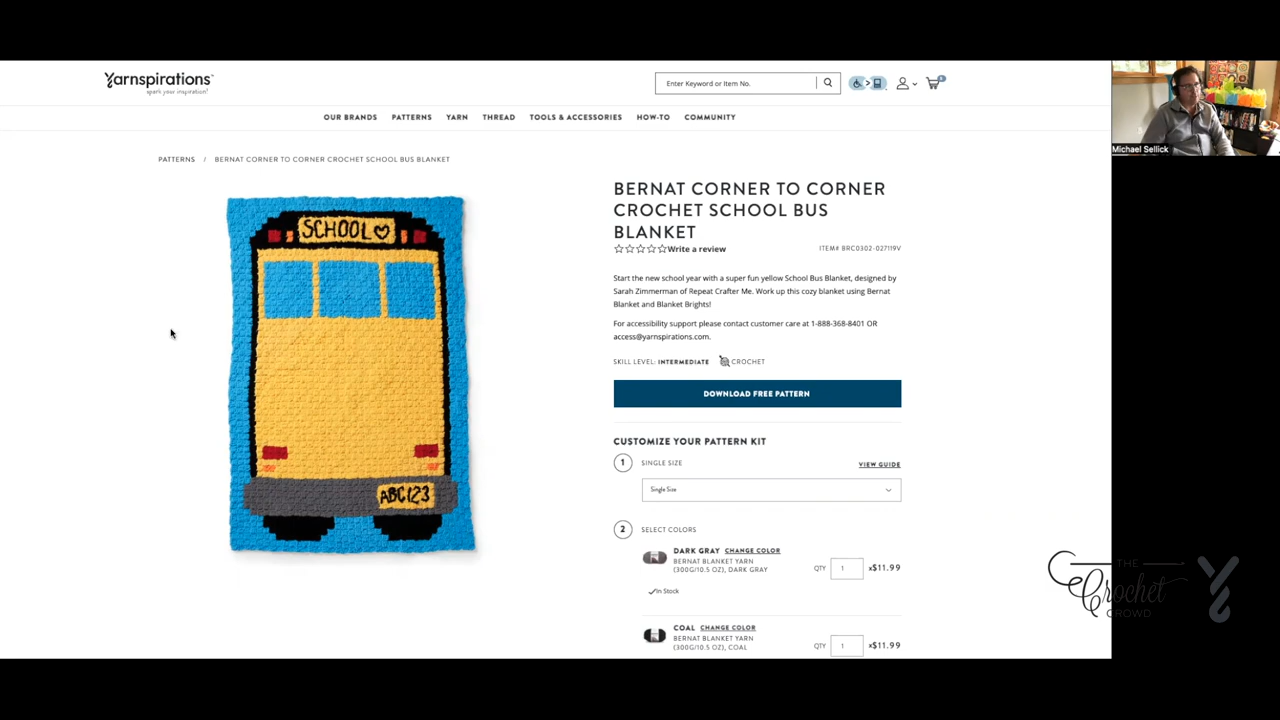 Yarnspirations
spark your inspiration!
Enter Keyword or Item No.
OUR BRANDS PATTERNS YARN THREAD TOOLS & ACCESSORIES HOW-TO COMMUNITY
Michael Sellick
PATTERNS / BERNAT CORNER TO CORNER CROCHET SCHOOL BUS BLANKET
SCHOOL
ABC123
BERNAT CORNER TO CORNER
CROCHET SCHOOL BUS
BLANKET
Write a review ITEM# BRC0302-027119V
Start the new school year with a super fun yellow School Bus Blanket, designed by
Sarah Zimmerman of Repeat Crafter Me. Work up this cozy blanket using Bernat
Blanket and Blanket Brights!
For accessibility support please contact customer care at 1-888-368-8401 OR
access@yarnspirations.com.
SKILL LEVEL: INTERMEDIATE CROCHET
DOWNLOAD FREE PATTERN
CUSTOMIZE YOUR PATTERN KIT
1 SINGLE SIZE VIEW GUIDE
Single Size
2 SELECT COLORS
DARK GRAY CHANGE COLOR
BERNAT BLANKET YARN
(300G/10.5 OZ), DARK GRAY
QTY 1 x$11.99
In Stock
COAL CHANGE COLOR
BERNAT BLANKET YARN
(300G/10.5 OZ), COAL
QTY 1 x$11.99
THE
Crochet
CROWD